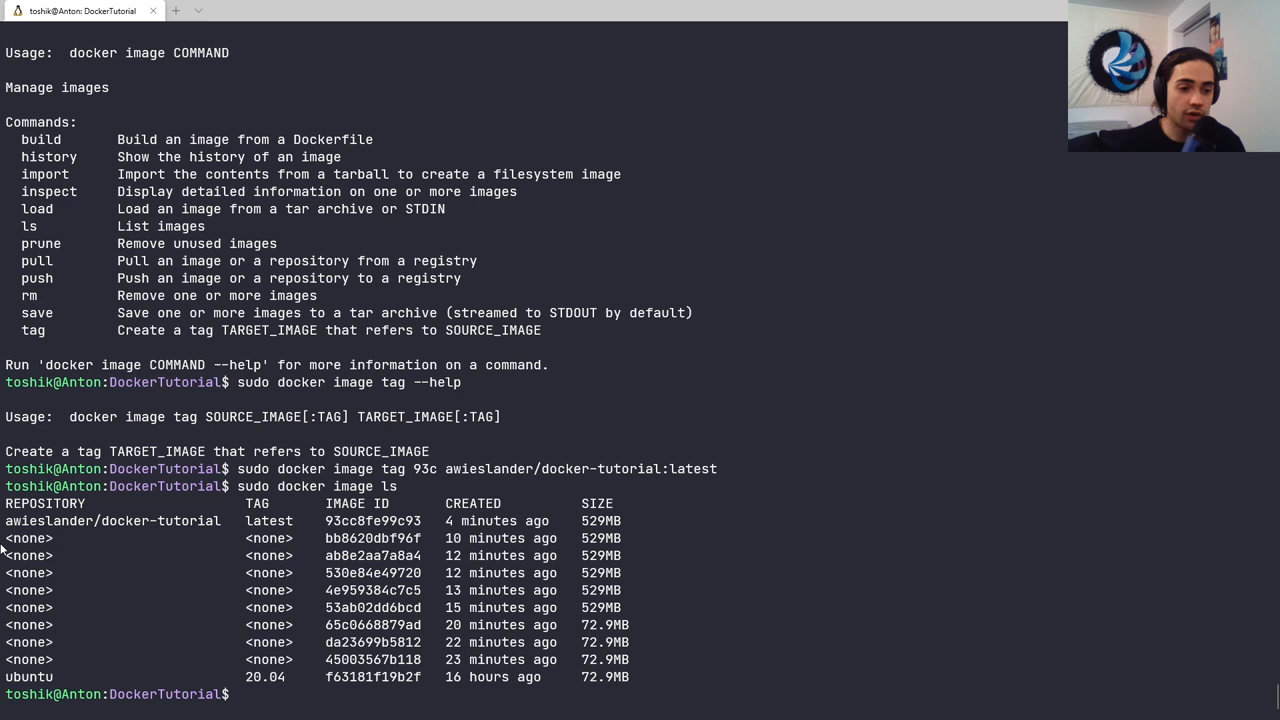 toshik@Anton: DockerTutorial
Usage:  docker image COMMAND
Manage images
Commands:
  build       Build an image from a Dockerfile
  history     Show the history of an image
  import      Import the contents from a tarball to create a filesystem image
  inspect     Display detailed information on one or more images
  load        Load an image from a tar archive or STDIN
  ls          List images
  prune       Remove unused images
  pull        Pull an image or a repository from a registry
  push        Push an image or a repository to a registry
  rm          Remove one or more images
  save        Save one or more images to a tar archive (streamed to STDOUT by default)
  tag         Create a tag TARGET_IMAGE that refers to SOURCE_IMAGE
Run 'docker image COMMAND --help' for more information on a command.
toshik@Anton:DockerTutorial$ sudo docker image tag --help
Usage:  docker image tag SOURCE_IMAGE[:TAG] TARGET_IMAGE[:TAG]
Create a tag TARGET_IMAGE that refers to SOURCE_IMAGE
toshik@Anton:DockerTutorial$ sudo docker image tag 93c awieslander/docker-tutorial:latest
toshik@Anton:DockerTutorial$ sudo docker image ls
REPOSITORY                    TAG       IMAGE ID       CREATED          SIZE
awieslander/docker-tutorial   latest    93cc8fe99c93   4 minutes ago    529MB
<none>                        <none>    bb8620dbf96f   10 minutes ago   529MB
<none>                        <none>    ab8e2aa7a8a4   12 minutes ago   529MB
<none>                        <none>    530e84e49720   12 minutes ago   529MB
<none>                        <none>    4e959384c7c5   13 minutes ago   529MB
<none>                        <none>    53ab02dd6bcd   15 minutes ago   529MB
<none>                        <none>    65c0668879ad   20 minutes ago   72.9MB
<none>                        <none>    da23699b5812   22 minutes ago   72.9MB
<none>                        <none>    45003567b118   23 minutes ago   72.9MB
ubuntu                        20.04     f63181f19b2f   16 hours ago     72.9MB
toshik@Anton:DockerTutorial$